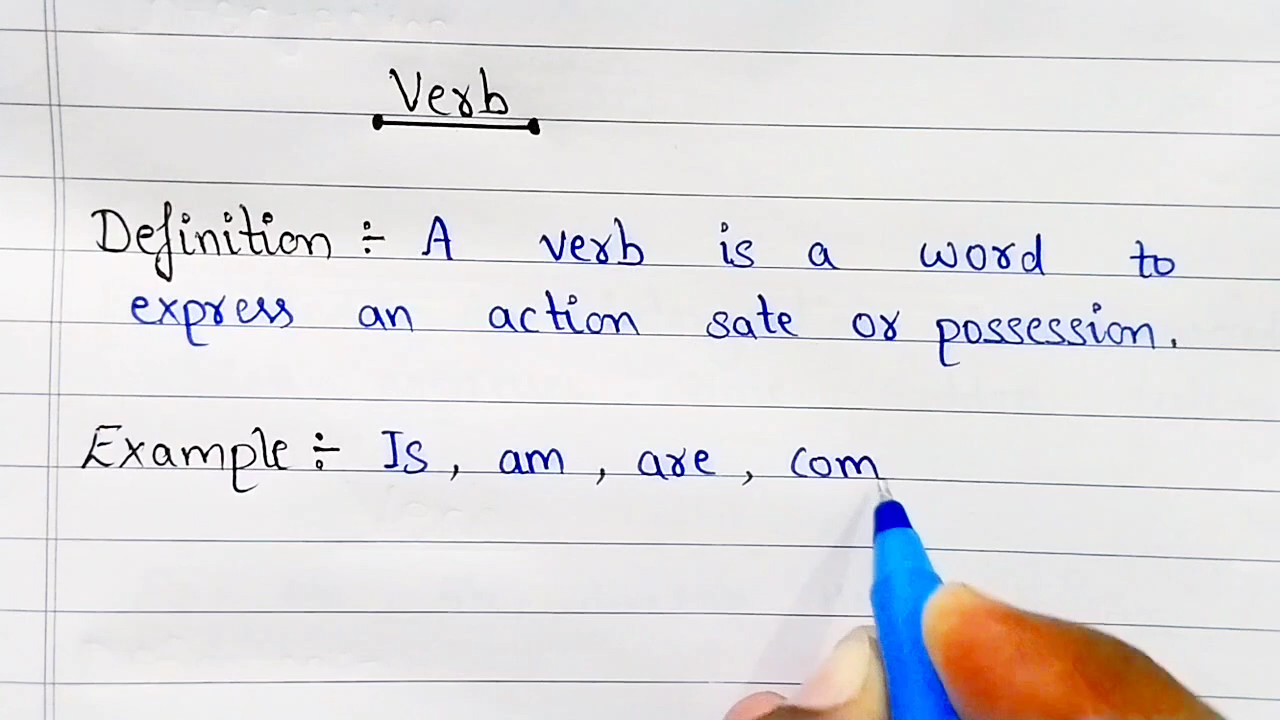 Verb
Definition ÷ A verb is a word to
express an action sate or possession.
Example ÷ Is, am, are, com